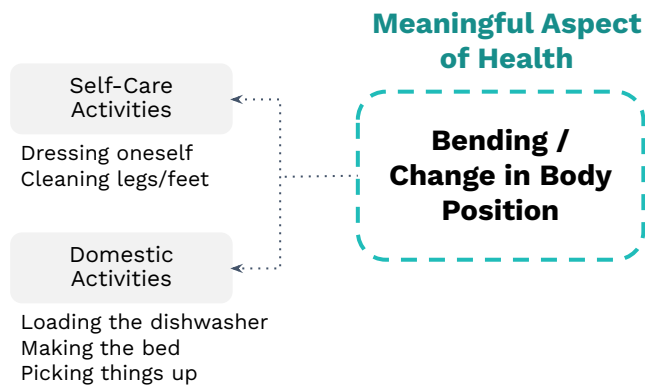 Meaningful Aspect
of Health
Bending /
Change in Body
Position
Self-Care
Activities
Dressing oneself
Cleaning legs/feet
Domestic
Activities
Loading the dishwasher
Making the bed
Picking things up